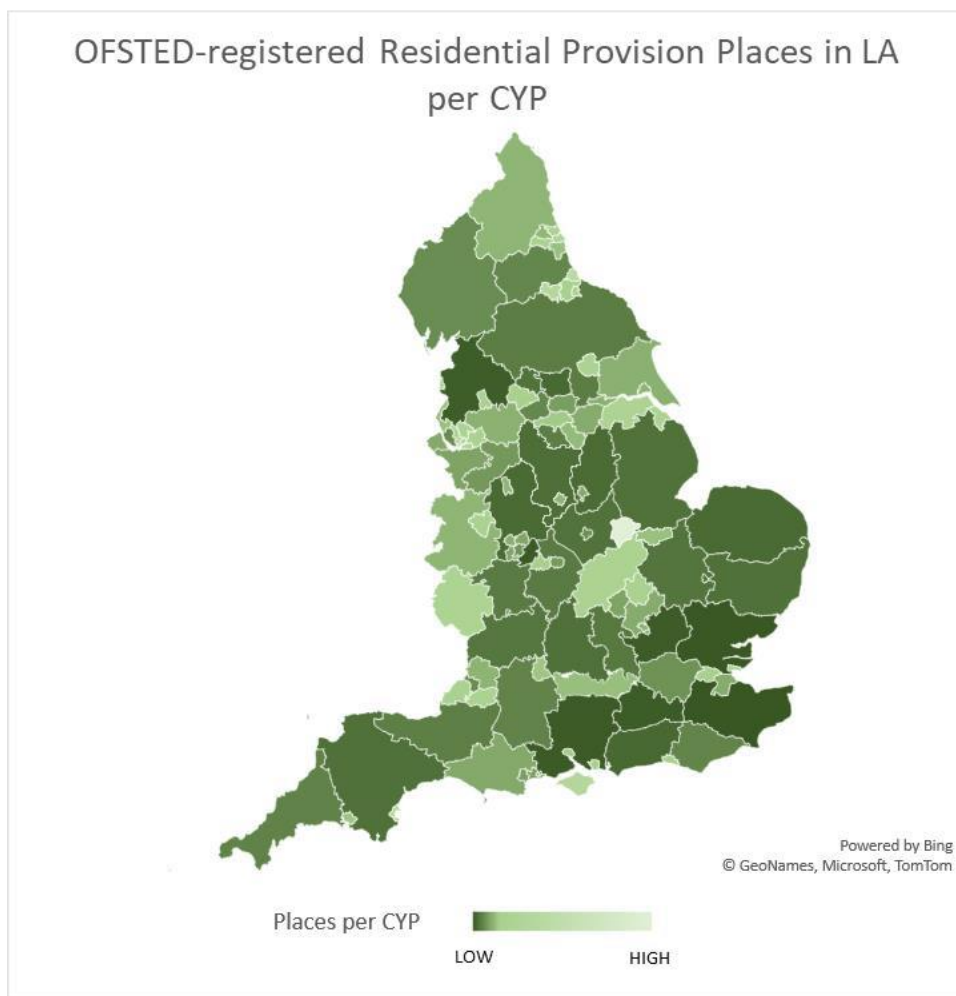 OFSTED-registered Residential Provision Places in LA
per CYP
Powered by Bing
© GeoNames, Microsoft, TomTom
Places per CYP
LOW
HIGH